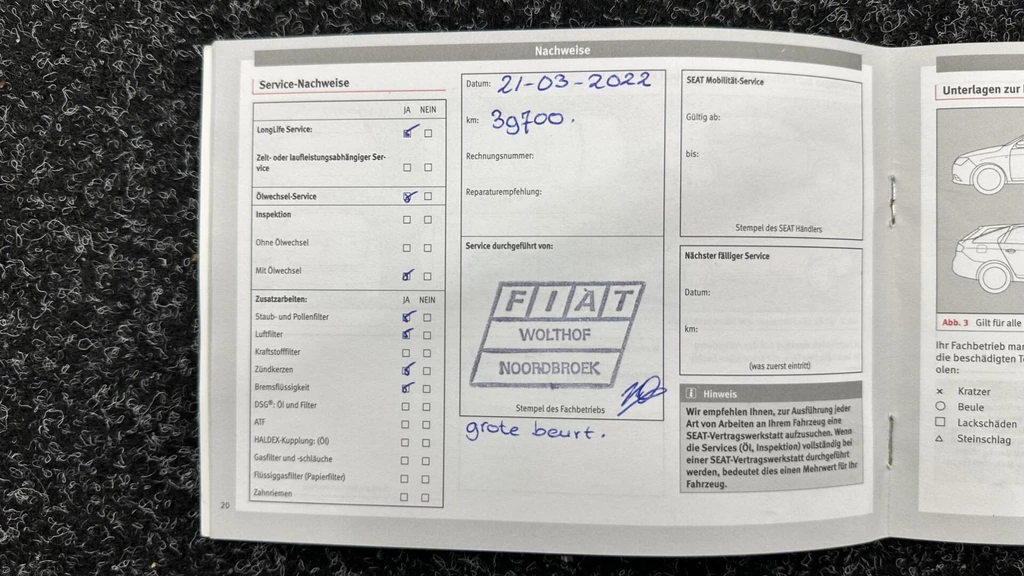 Nachweise
Service-Nachweise
JA NEIN
LongLife Service:
Zeit- oder laufleistungsabhängiger Ser-
vice
Ölwechsel-Service
Inspektion
Ohne Ölwechsel
Mit Ölwechsel
Zusatzarbeiten: JA NEIN
Staub- und Pollenfilter
Luftfilter
Kraftstofffilter
Zündkerzen
Bremsflüssigkeit
DSG®: Öl und Filter
ATF
HALDEX-Kupplung: (Öl)
Gasfilter und -schläuche
Flüssiggasfilter (Papierfilter)
Zahnriemen
20
Datum: 21-03-2022
km: 39700.
Rechnungsnummer:
Reparaturempfehlung:
Service durchgeführt von:
FIAT
WOLTHOF
NOORDBROEK
Stempel des Fachbetriebs
grote beurt.
SEAT Mobilität-Service
Gültig ab:
bis:
Stempel des SEAT Händlers
Nächster fälliger Service
Datum:
km:
(was zuerst eintritt)
Hinweis
Wir empfehlen Ihnen, zur Ausführung jeder
Art von Arbeiten an Ihrem Fahrzeug eine
SEAT-Vertragswerkstatt aufzusuchen. Wenn
die Services (Öl, Inspektion) vollständig bei
einer SEAT-Vertragswerkstatt durchgeführt
werden, bedeutet dies einen Mehrwert für Ihr
Fahrzeug.
Unterlagen zur
Abb. 3 Gilt für alle
Ihr Fachbetrieb mar
die beschädigten T
olen:
× Kratzer
○ Beule
□ Lackschäden
△ Steinschlag